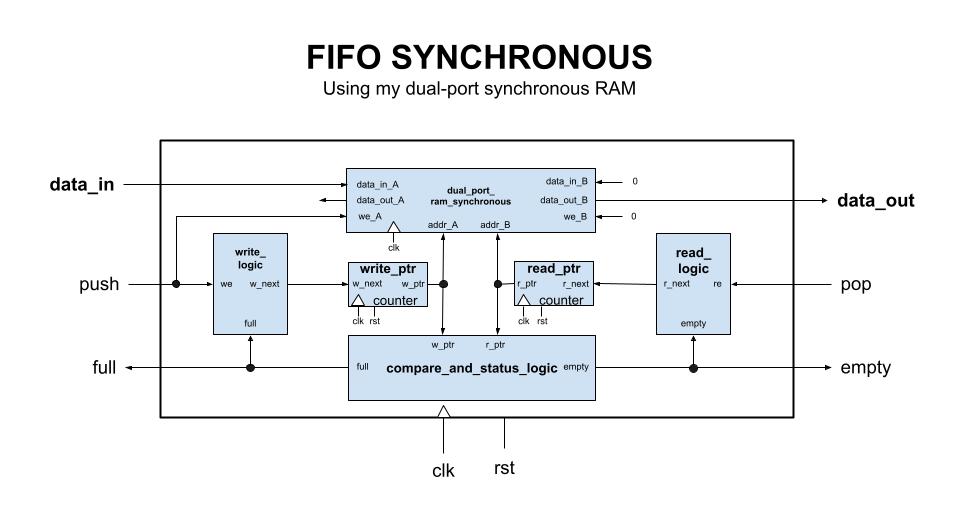 FIFO SYNCHRONOUS
Using my dual-port synchronous RAM
data_in
data_in_A
data_out_A
we_A
dual_port_
ram_synchronous
data_in_B
data_out_B
we_B
0
0
addr_A
addr_B
clk
data_out
write_
logic
we
w_next
full
write_ptr
w_next
w_ptr
counter
clk
rst
read_ptr
r_ptr
r_next
counter
clk
rst
read_
logic
r_next
re
empty
push
pop
w_ptr
r_ptr
full
compare_and_status_logic
empty
full
empty
clk
rst